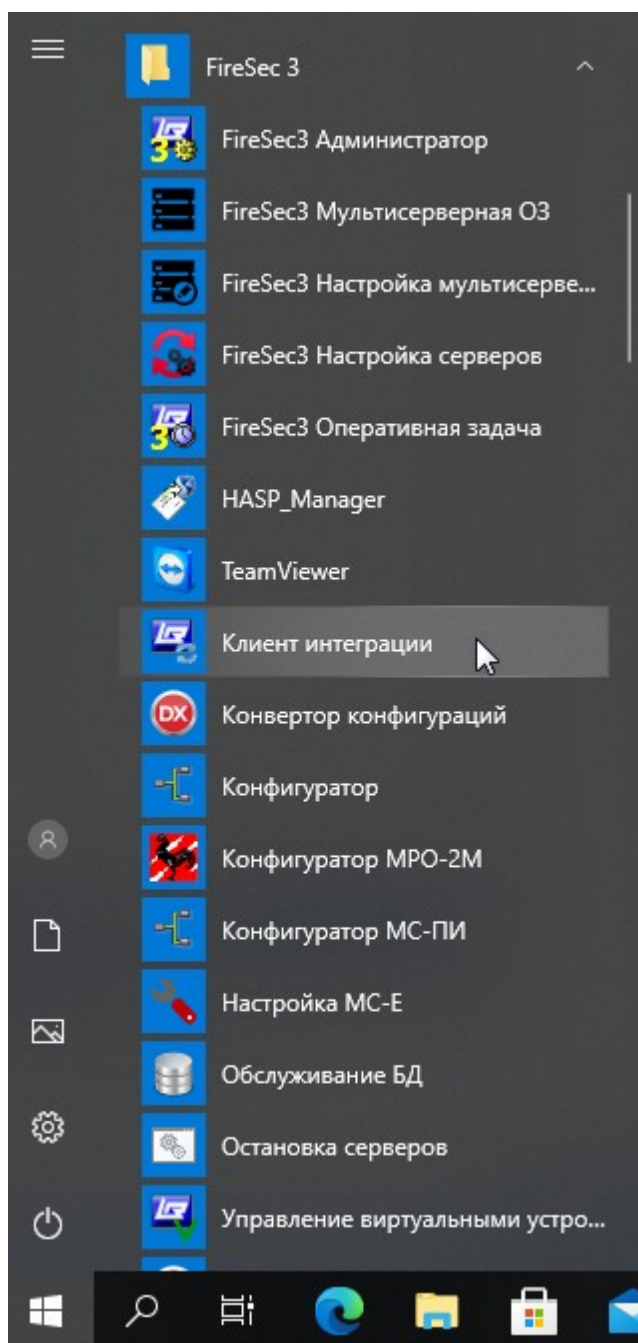 FireSec 3
FireSec3 Администратор
FireSec3 Мультисерверная ОЗ
FireSec3 Настройка мультисерве...
FireSec3 Настройка серверов
FireSec3 Оперативная задача
HASP_Manager
TeamViewer
Клиент интеграции
Конвертор конфигураций
Конфигуратор
Конфигуратор МРО-2М
Конфигуратор МС-ПИ
Настройка МС-Е
Обслуживание БД
Остановка серверов
Управление виртуальными устро...